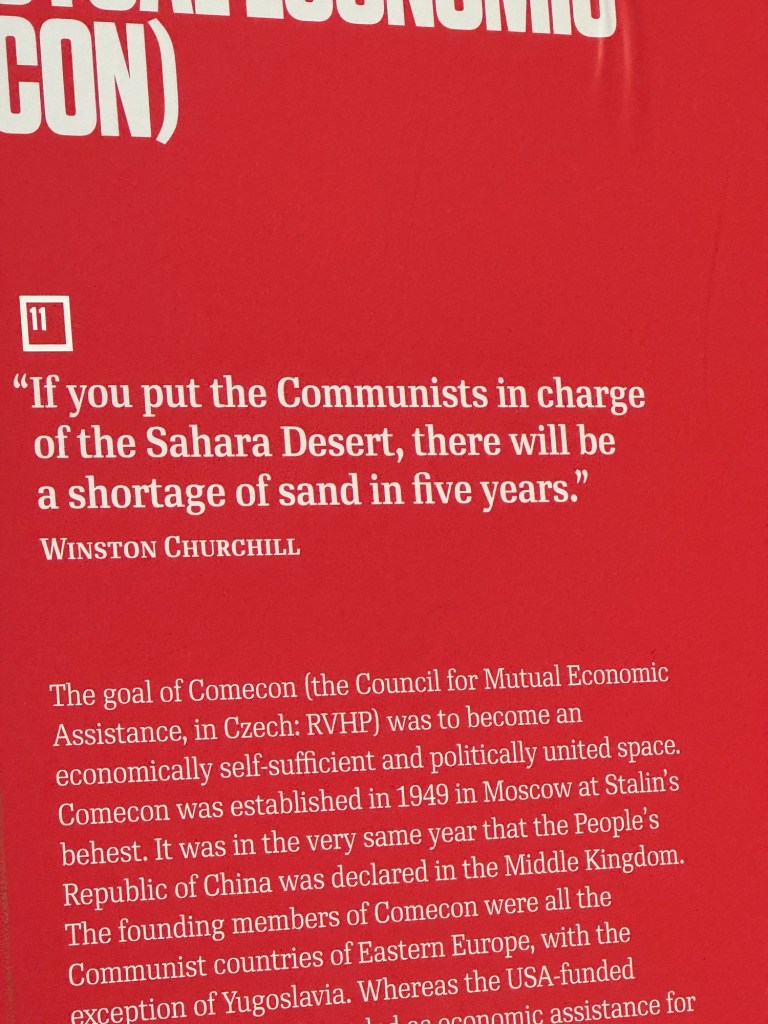 ECONOMIC
CON)
11
“If you put the Communists in charge
of the Sahara Desert, there will be
a shortage of sand in five years.”
WINSTON CHURCHILL
The goal of Comecon (the Council for Mutual Economic
Assistance, in Czech: RVHP) was to become an
economically self-sufficient and politically united space.
Comecon was established in 1949 in Moscow at Stalin’s
behest. It was in the very same year that the People’s
Republic of China was declared in the Middle Kingdom.
The founding members of Comecon were all the
Communist countries of Eastern Europe, with the
exception of Yugoslavia. Whereas the USA-funded
as economic assistance for